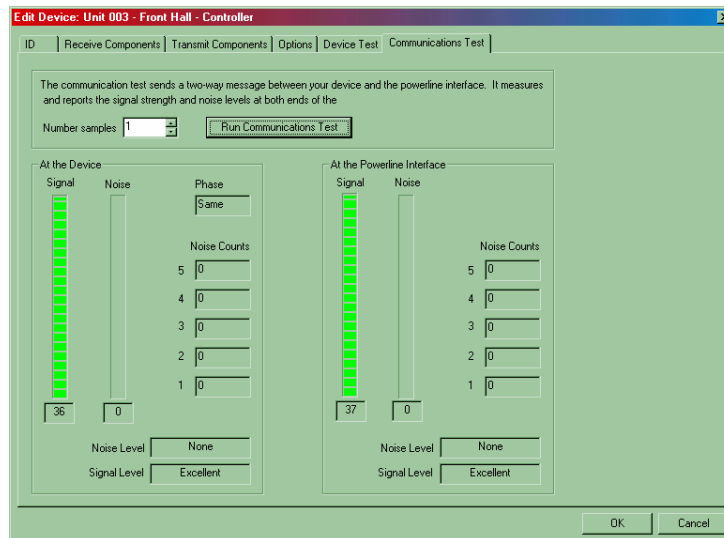 Edit Device: Unit 003 - Front Hall - Controller
ID Receive Components Transmit Components Options Device Test Communications Test
The communication test sends a two-way message between your device and the powerline interface. It measures
and reports the signal strength and noise levels at both ends of the
Number samples 1 Run Communications Test
At the Device
Signal Noise Phase
Same
Noise Counts
5 0
4 0
3 0
2 0
1 0
36 0
Noise Level None
Signal Level Excellent
At the Powerline Interface
Signal Noise
Noise Counts
5 0
4 0
3 0
2 0
1 0
37 0
Noise Level None
Signal Level Excellent
OK Cancel